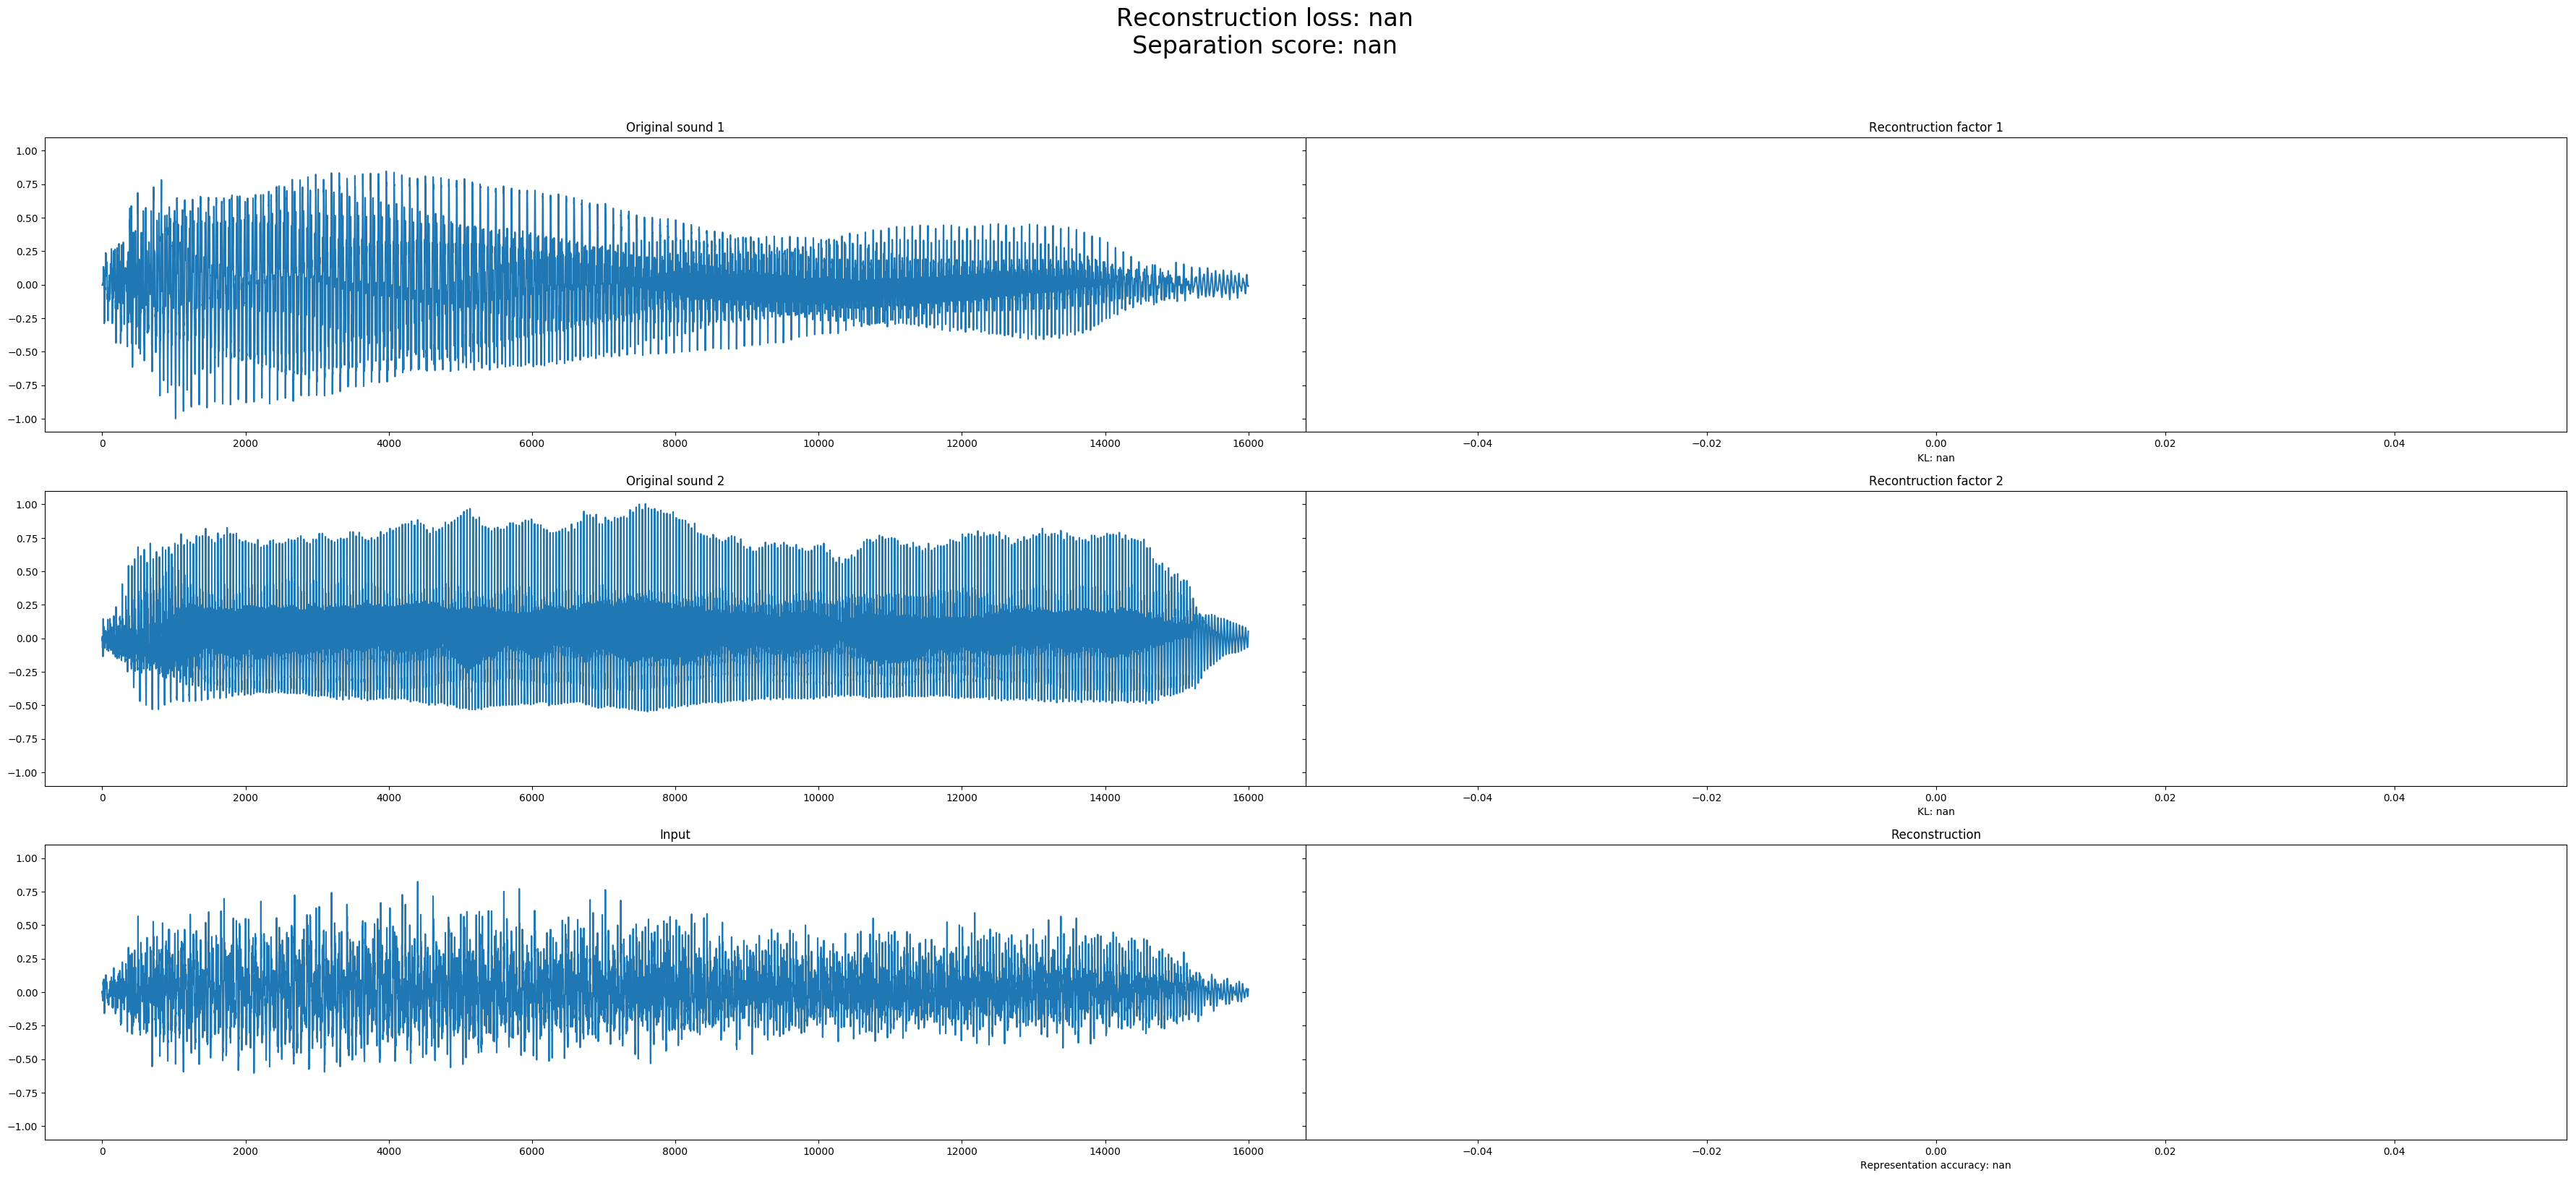 Reconstruction loss: nan
Separation score: nan
Original sound 1
Recontruction factor 1
1.00
0.75
0.50
0.25
0.00
−0.25
−0.50
−0.75
−1.00
0 2000 4000 6000 8000 10000 12000 14000 16000
−0.04 −0.02 0.00 0.02 0.04
KL: nan
Original sound 2
Recontruction factor 2
1.00
0.75
0.50
0.25
0.00
−0.25
−0.50
−0.75
−1.00
0 2000 4000 6000 8000 10000 12000 14000 16000
−0.04 −0.02 0.00 0.02 0.04
KL: nan
Input
Reconstruction
1.00
0.75
0.50
0.25
0.00
−0.25
−0.50
−0.75
−1.00
0 2000 4000 6000 8000 10000 12000 14000 16000
−0.04 −0.02 0.00 0.02 0.04
Representation accuracy: nan